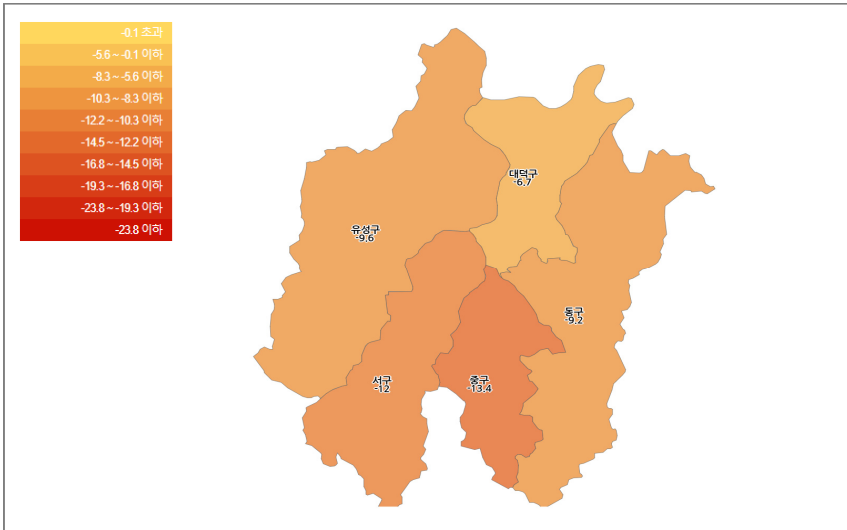 -0.1 초과
-5.6 ~ -0.1 이하
-8.3 ~ -5.6 이하
-10.3 ~ -8.3 이하
-12.2 ~ -10.3 이하
-14.5 ~ -12.2 이하
-16.8 ~ -14.5 이하
-19.3 ~ -16.8 이하
-23.8 ~ -19.3 이하
-23.8 이하
대덕구
-6.7
유성구
-9.6
동구
-9.2
서구
-12
중구
-13.4